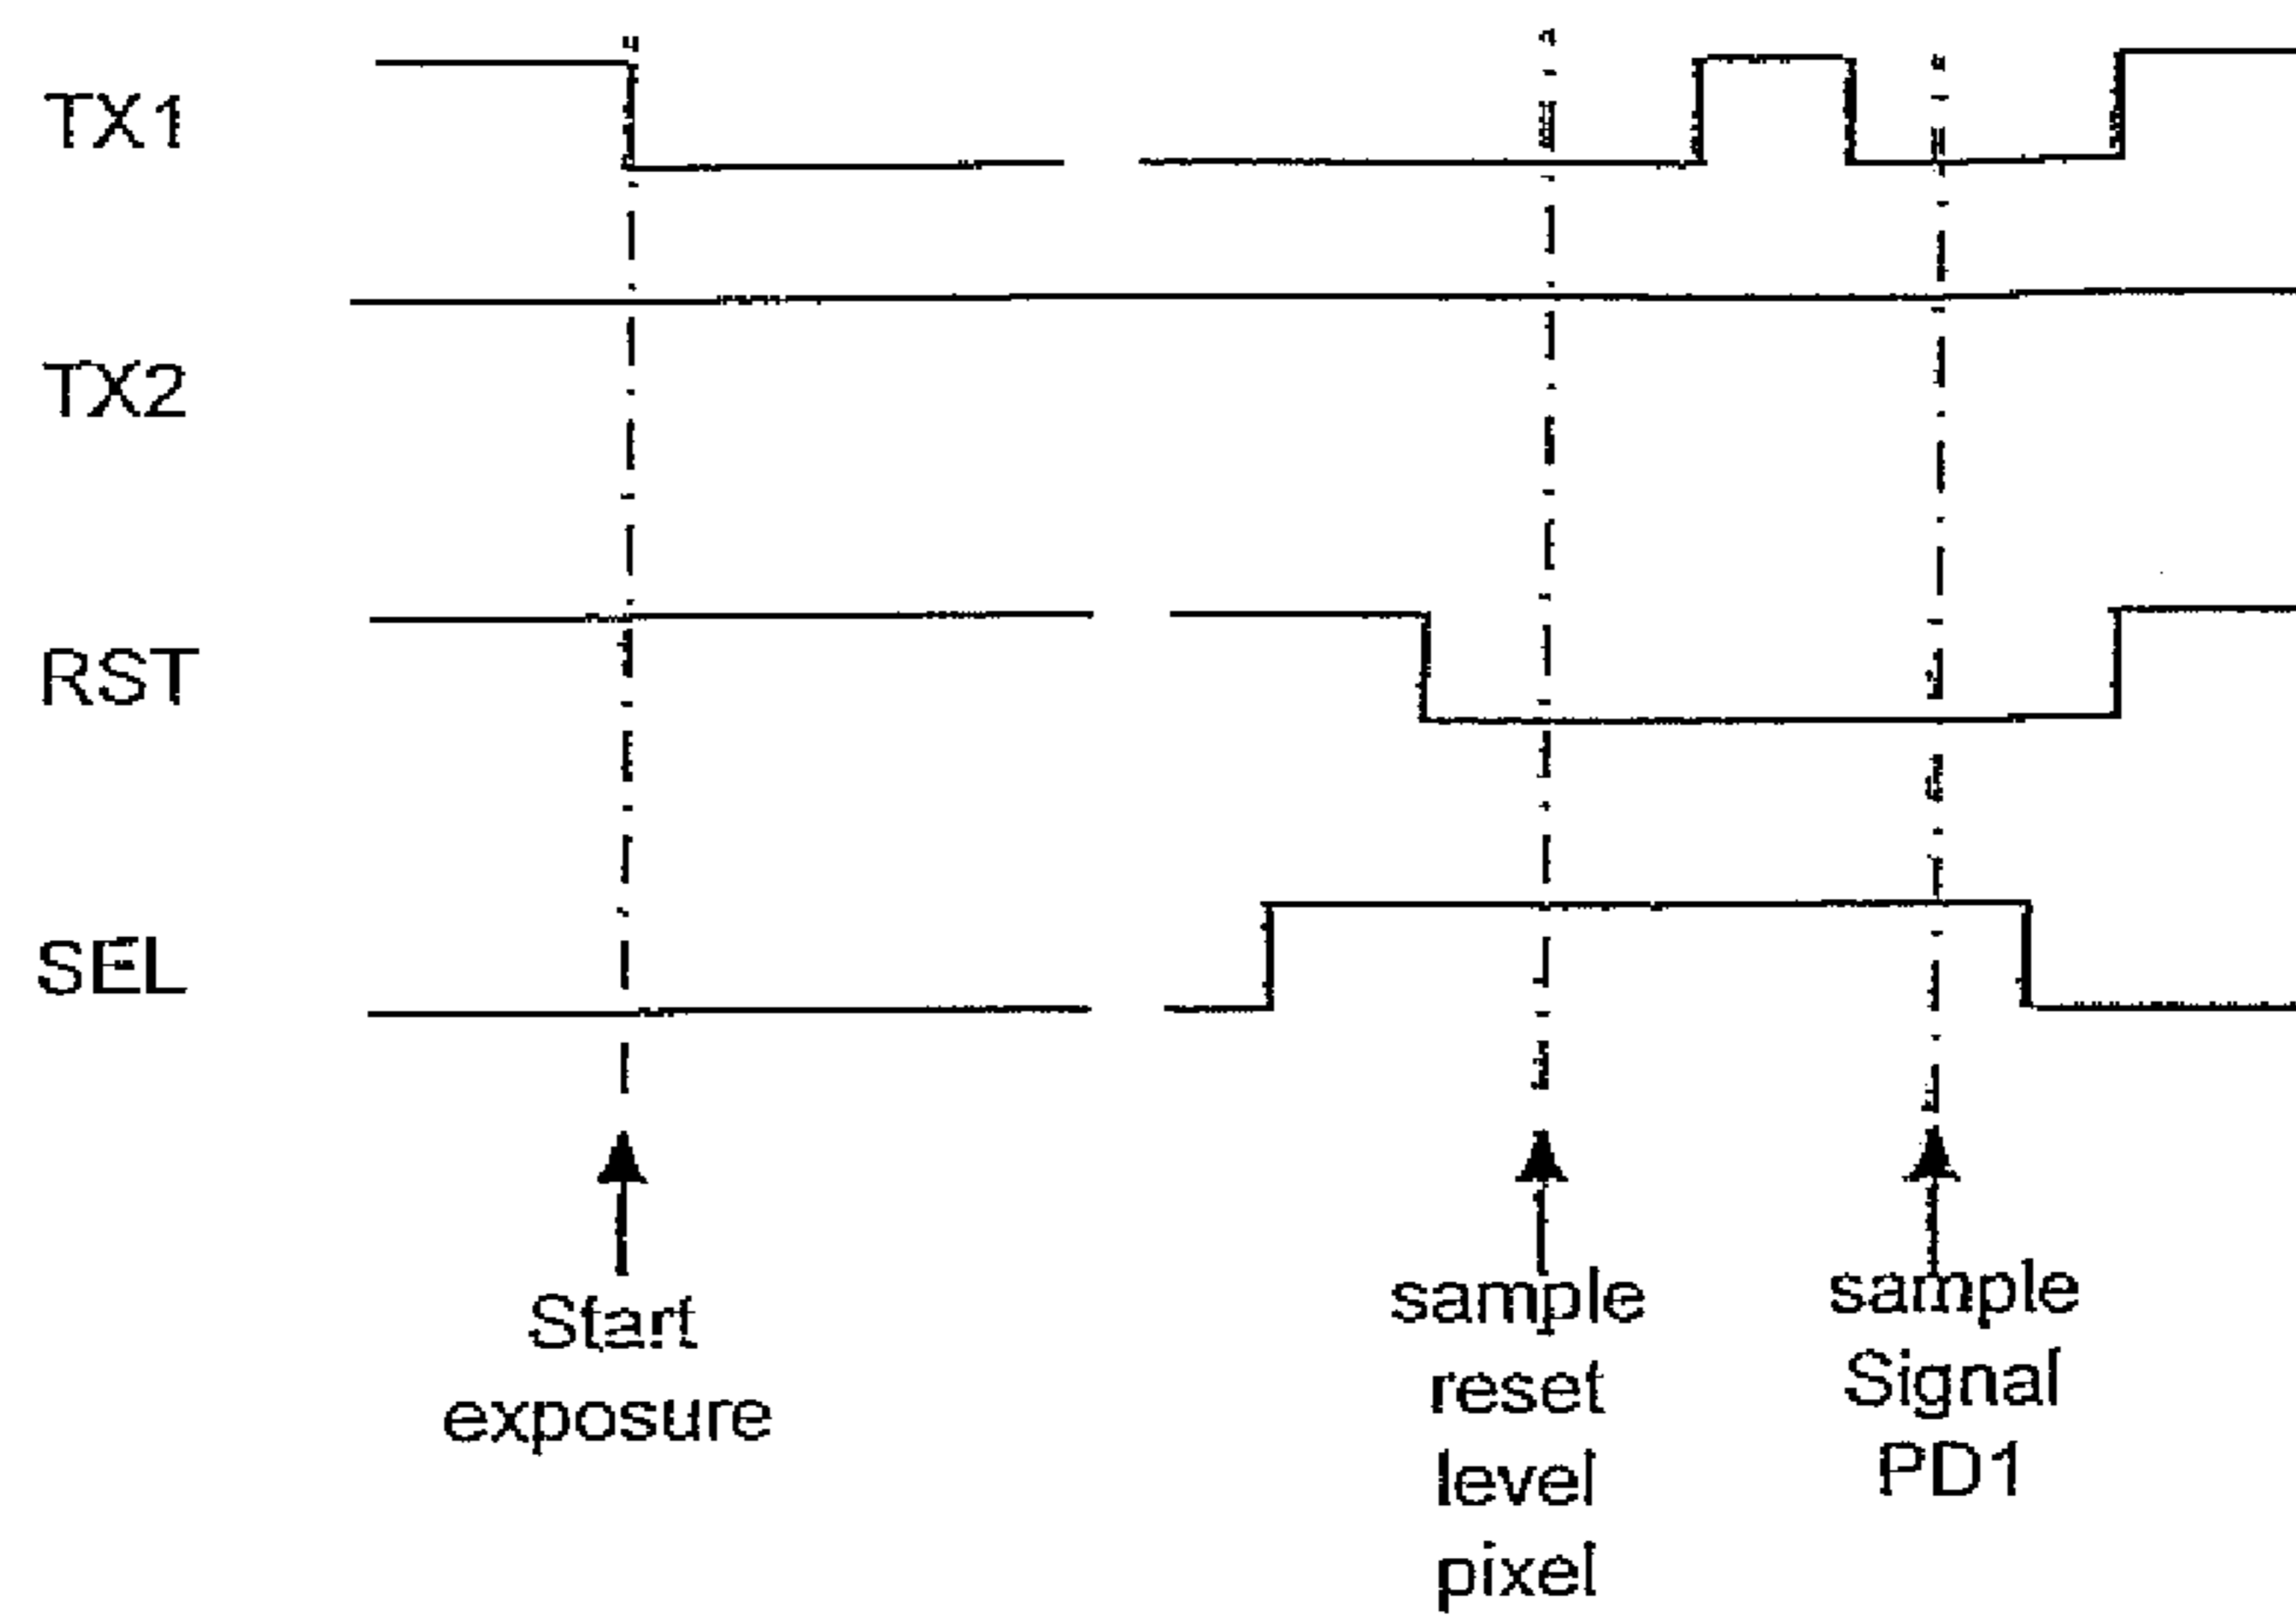 TX1
TX2
RST
SEL
Start
exposure
sample
reset
level
pixel
sample
Signal
PD1